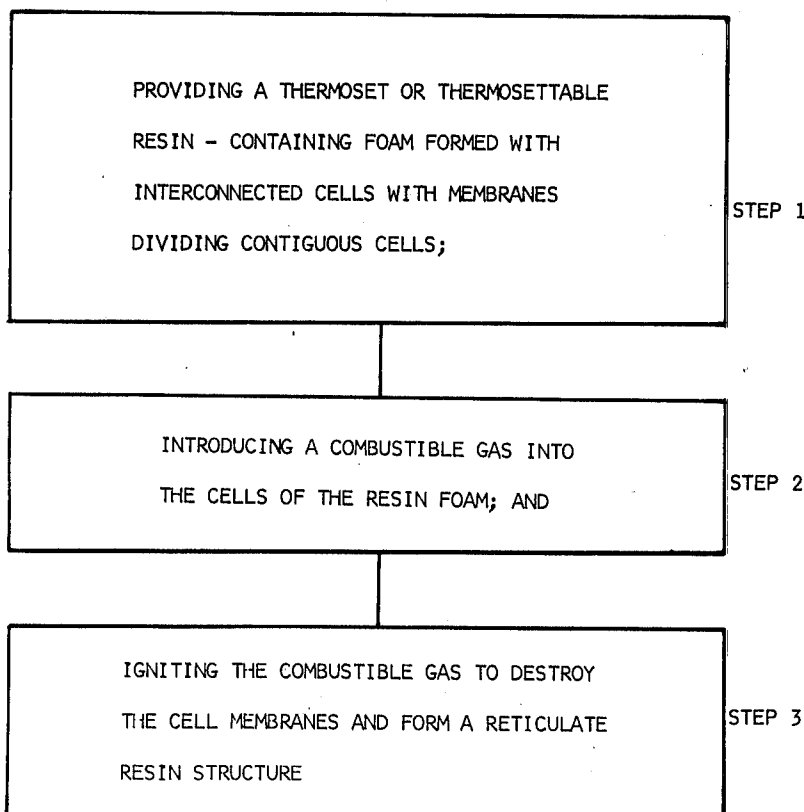 PROVIDING A THERMOSET OR THERMOSETTABLE
RESIN - CONTAINING FOAM FORMED WITH
INTERCONNECTED CELLS WITH MEMBRANES
DIVIDING CONTIGUOUS CELLS;
STEP 1
INTRODUCING A COMBUSTIBLE GAS INTO
THE CELLS OF THE RESIN FOAM; AND
STEP 2
IGNITING THE COMBUSTIBLE GAS TO DESTROY
THE CELL MEMBRANES AND FORM A RETICULATE
RESIN STRUCTURE
STEP 3